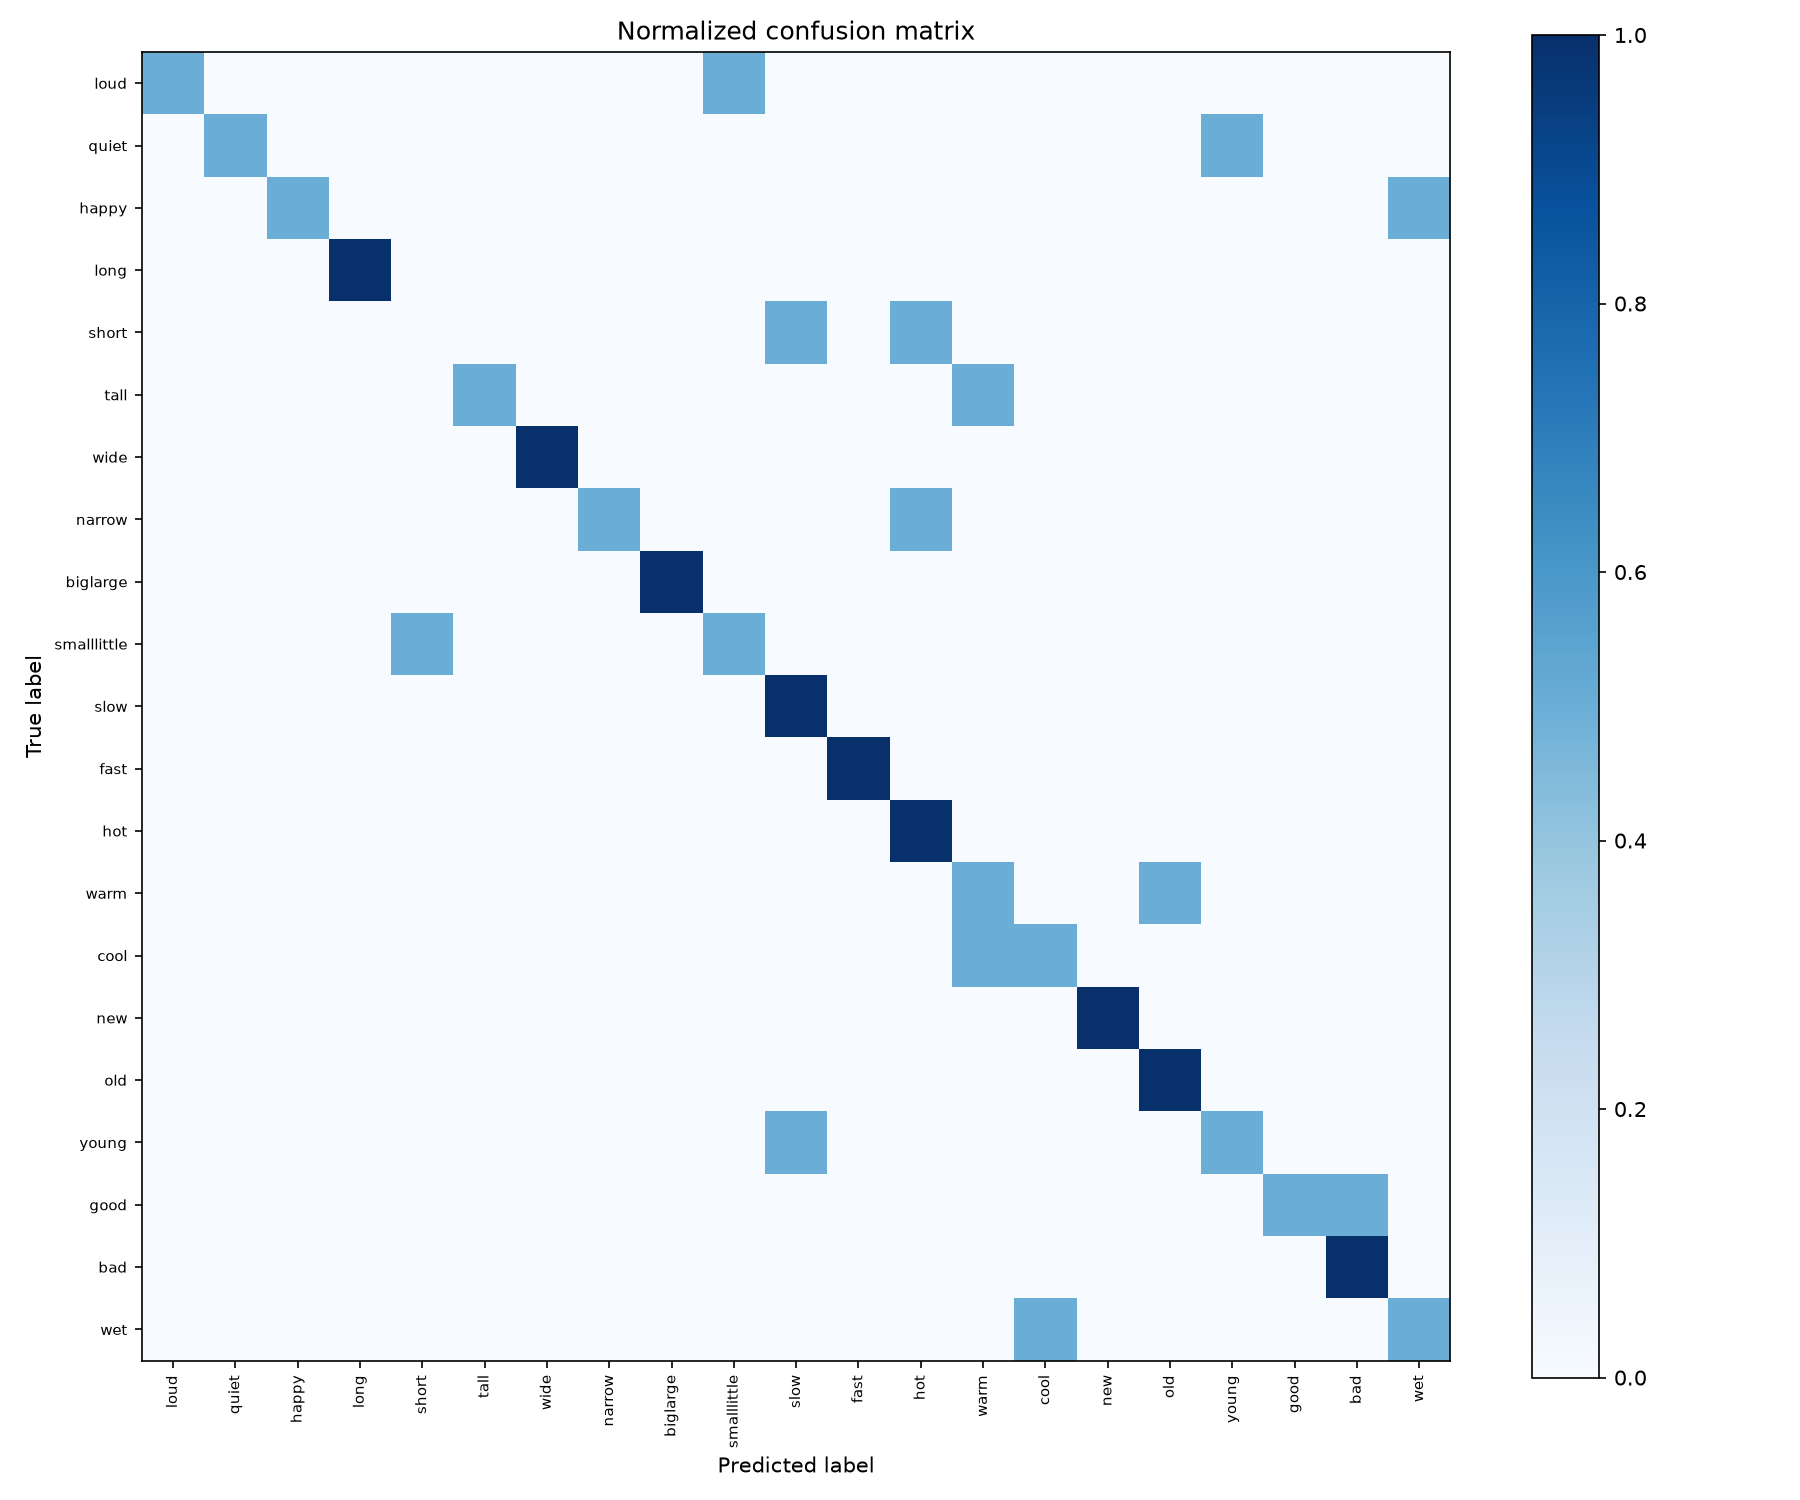 Normalized confusion matrix
True label
loud
quiet
happy
long
short
tall
wide
narrow
biglarge
smalllittle
slow
fast
hot
warm
cool
new
old
young
good
bad
wet
loud
quiet
happy
long
short
tall
wide
narrow
biglarge
smalllittle
slow
fast
hot
warm
cool
new
old
young
good
bad
wet
Predicted label
1.0
0.8
0.6
0.4
0.2
0.0